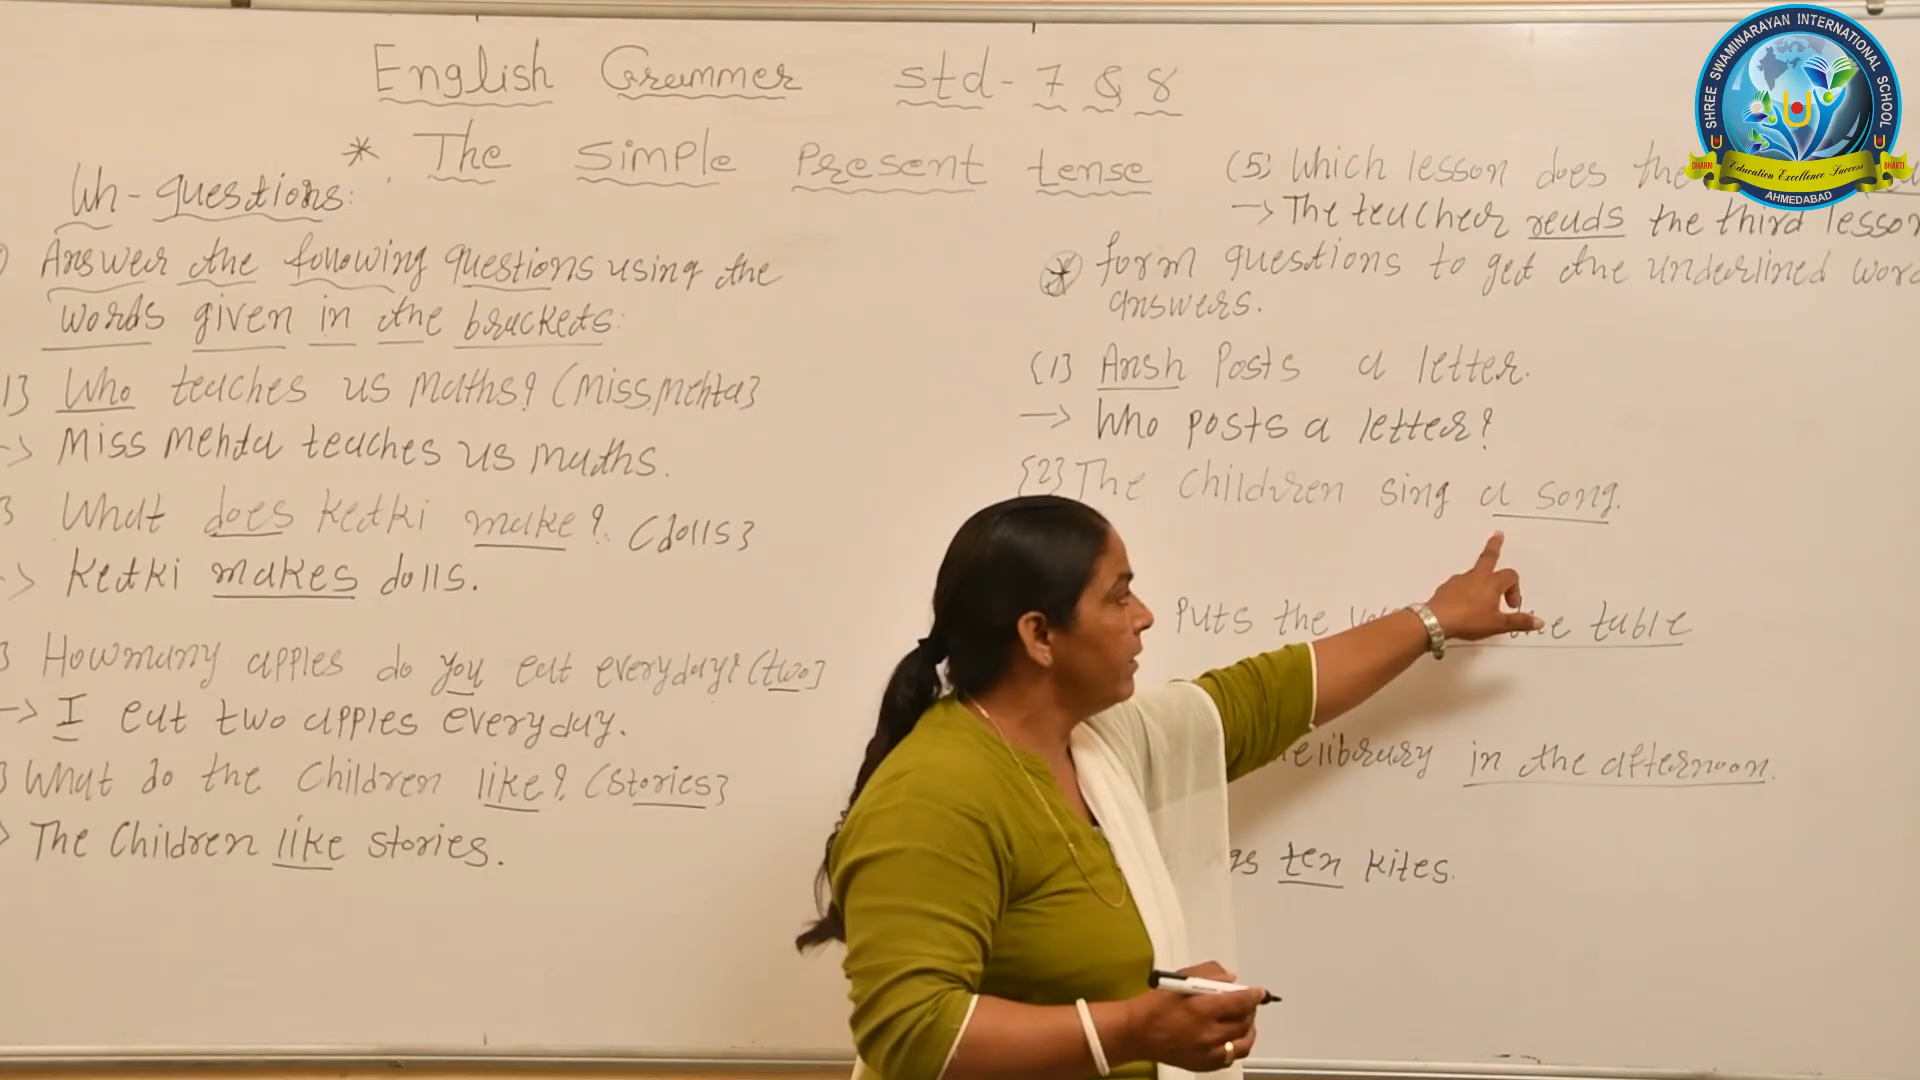 English Grammer std-7 & 8
* The Simple Present tense
Wh-questions:
Answer the following questions using the
words given in the brackets:
1) Who teaches us maths? (Miss Mehta)
-> Miss Mehta teaches us maths.
What does Ketki make? (dolls)
-> Ketki makes dolls.
Howmany apples do you eat everyday? (two)
-> I eat two apples everyday.
What do the Children like? (Stories)
The Children like stories.
(5) Which lesson does the
-> The teacher reads the third lesson
* form questions to get the underlined
answers.
(1) Ansh Posts a letter.
-> Who posts a letter?
(2) The Children sing a song.
Puts the the table
library in the afternoon.
ten kites.
SHREE SWAMINARAYAN INTERNATIONAL SCHOOL
DHARM
Education Excellence Success
BHAKTI
AHMEDABAD